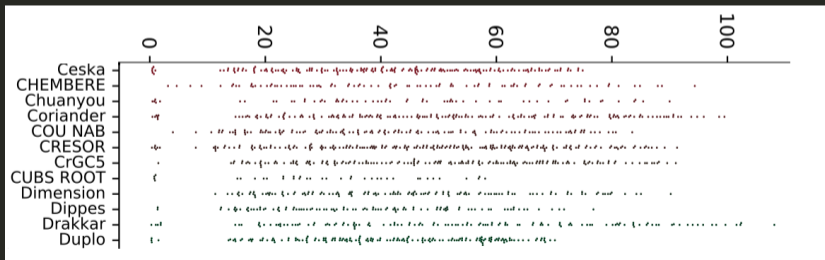 0 20 40 60 80 100
Ceska
CHEMBERE
Chuanyou
Coriander
COU NAB
CRESOR
CrGC5
CUBS ROOT
Dimension
Dippes
Drakkar
Duplo